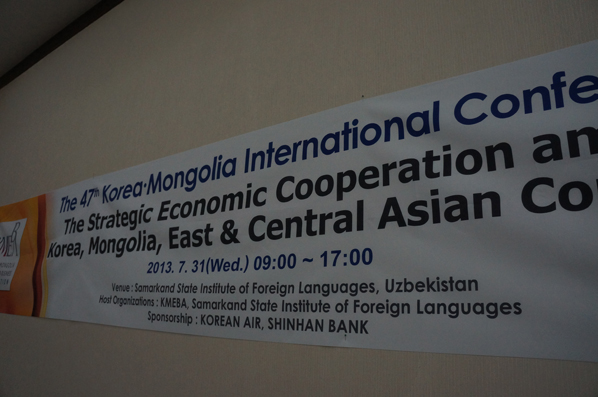 The 47th Korea·Mongolia International Confe
The Strategic Economic Cooperation am
Korea, Mongolia, East & Central Asian Co
2013. 7. 31(Wed.) 09:00 ~ 17:00
Venue : Samarkand State Institute of Foreign Languages, Uzbekistan
Host Organizations : KMEBA, Samarkand State Institute of Foreign Languages
Sponsorship : KOREAN AIR, SHINHAN BANK